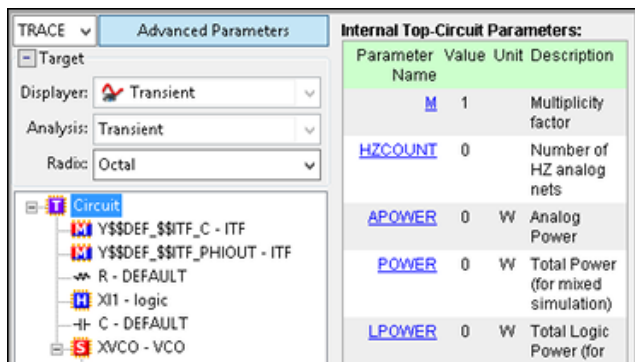 TRACE
Advanced Parameters
Target
Displayer: Transient
Analysis: Transient
Radix: Octal
Circuit
Y$$DEF_$$ITF_C - ITF
Y$$DEF_$$ITF_PHIOUT - ITF
R - DEFAULT
XI1 - logic
C - DEFAULT
XVCO - VCO
Internal Top-Circuit Parameters:
Parameter Value Unit Description
Name
M 1 Multiplicity
factor
HZCOUNT 0 Number of
HZ analog
nets
APOWER 0 W Analog
Power
POWER 0 W Total Power
(for mixed
simulation)
LPOWER 0 W Total Logic
Power (for